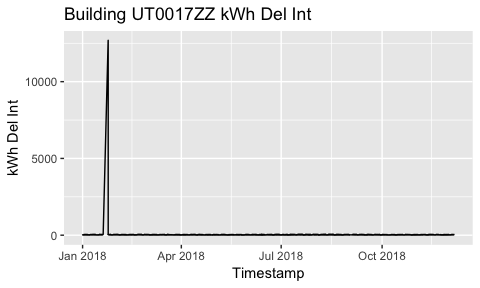 Building UT0017ZZ kWh Del Int
kWh Del Int
10000
5000
0
Jan 2018 Apr 2018 Jul 2018 Oct 2018
Timestamp